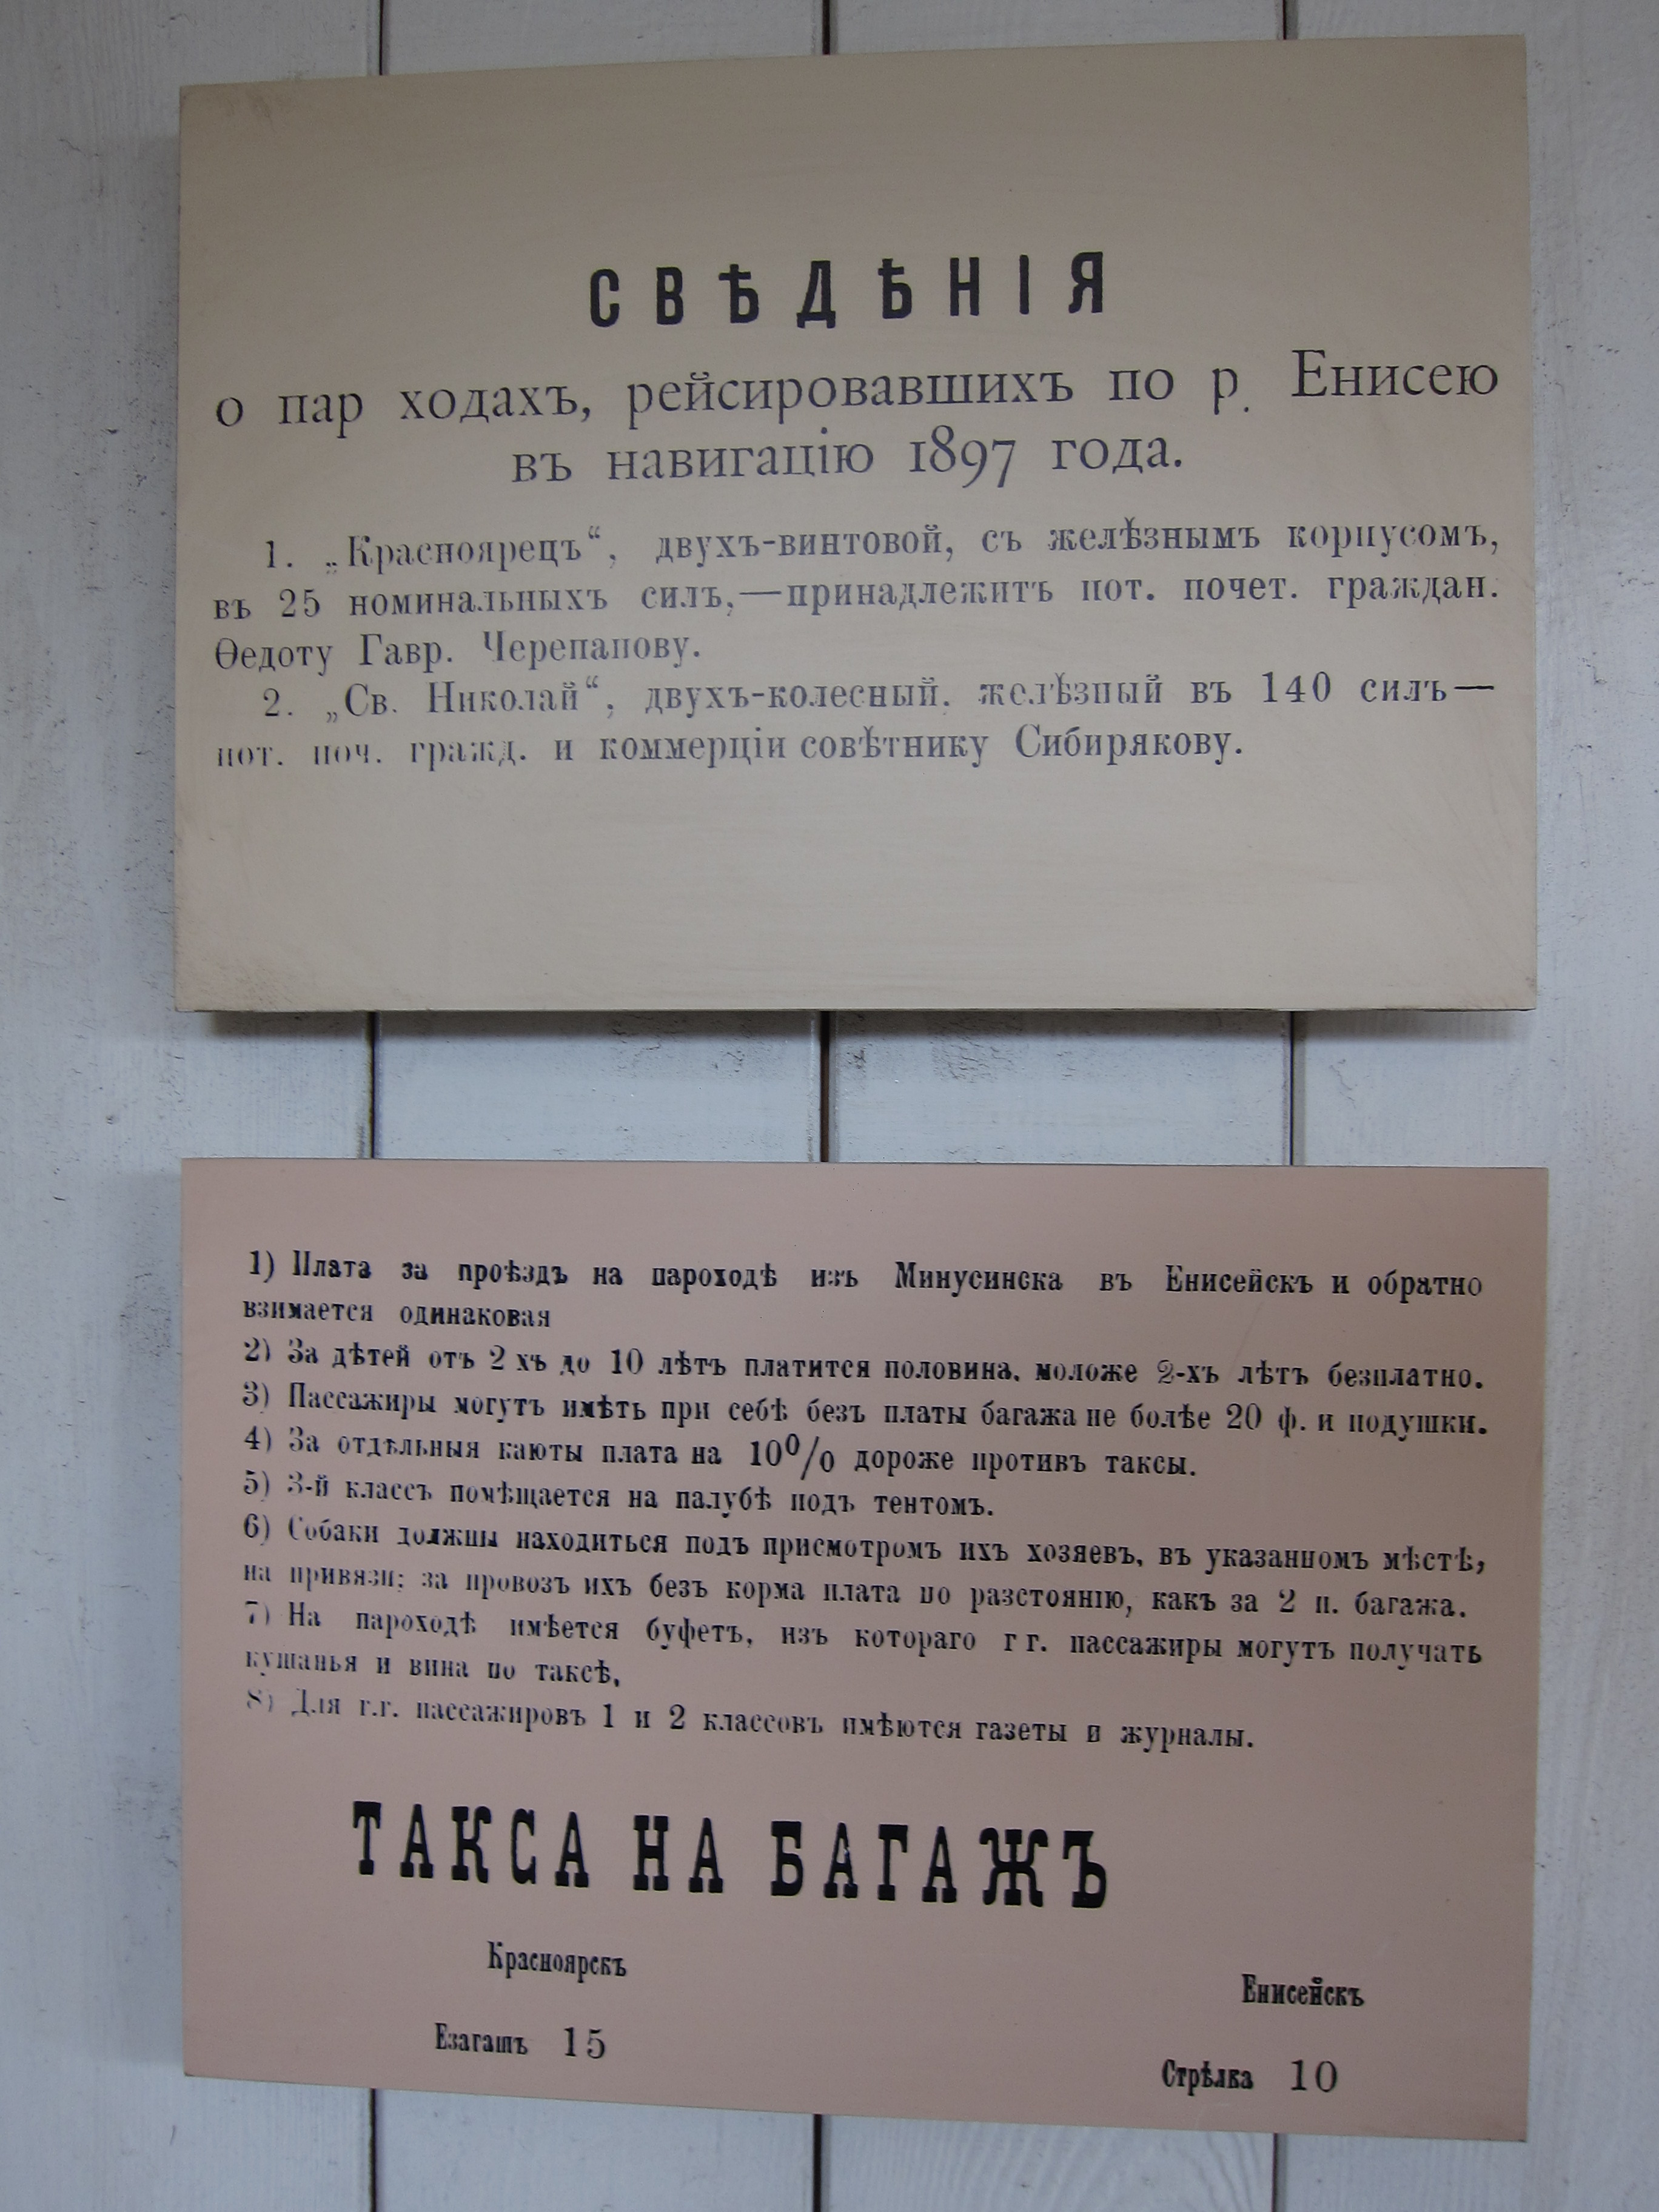 СВѢДѢНІЯ
о пар ходахъ, рейсировавшихъ по р. Енисею
въ навигацію 1897 года.
1. „Красноярецъ“, двухъ-винтовой, съ желѣзнымъ корпусомъ,
въ 25 номинальныхъ силъ,—принадлежитъ пот. почет. граждан.
Ѳедоту Гавр. Черепанову.
2. „Св. Николай“, двухъ-колесный. желѣзный въ 140 силъ—
пот. поч. гражд. и коммерціи совѣтнику Сибирякову.
1) Плата за проѣздъ на пароходѣ изъ Минусинска въ Енисейскъ и обратно
взимается одинаковая
2) За дѣтей отъ 2 хъ до 10 лѣтъ платится половина. моложе 2-хъ лѣтъ безплатно.
3) Пассажиры могутъ имѣть при себѣ безъ платы багажа не болѣе 20 ф. и подушки.
4) За отдѣльныя каюты плата на 10% дороже противъ таксы.
5) 3-й классъ помѣщается на палубѣ подъ тентомъ.
6) Собаки должны находиться подъ присмотромъ ихъ хозяевъ, въ указанномъ мѣстѣ,
на привязи; за провозъ ихъ безъ корма плата по разстоянію, какъ за 2 п. багажа.
7) На пароходѣ имѣется буфетъ, изъ котораго г г. пассажиры могутъ получать
кушанья и вина по таксѣ,
8) Для г.г. пассажировъ 1 и 2 классовъ имѣются газеты и журналы.
ТАКСА НА БАГАЖЪ
Красноярскъ
Енисейскъ
Езагашъ 15
Стрѣлка 10